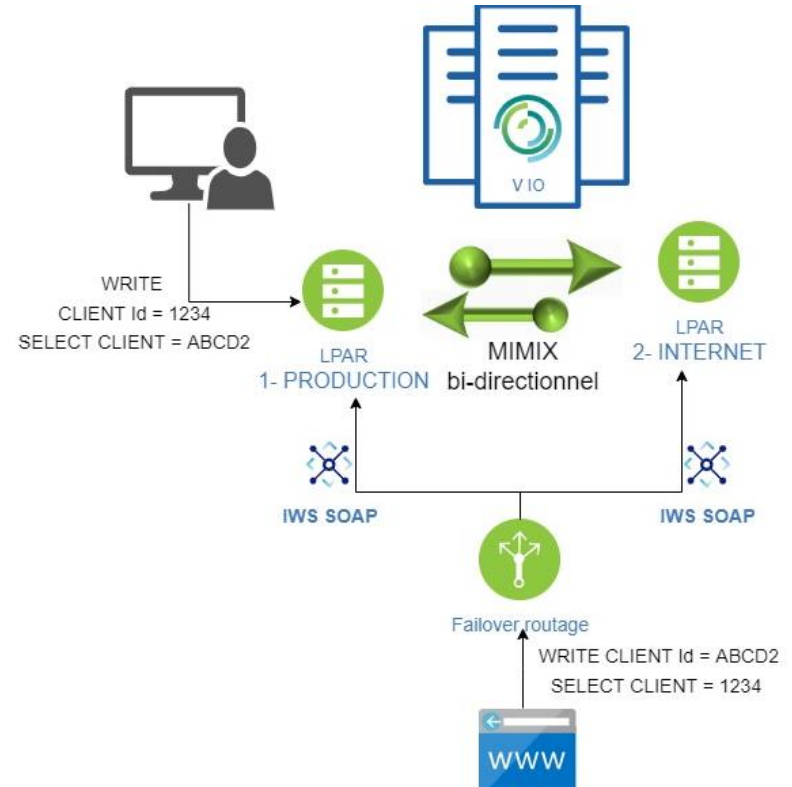 V IO
WRITE
CLIENT Id = 1234
SELECT CLIENT = ABCD2
LPAR
1- PRODUCTION
MIMIX
bi-directionnel
LPAR
2- INTERNET
IWS SOAP
IWS SOAP
Failover routage
WRITE CLIENT Id = ABCD2
SELECT CLIENT = 1234
WWW